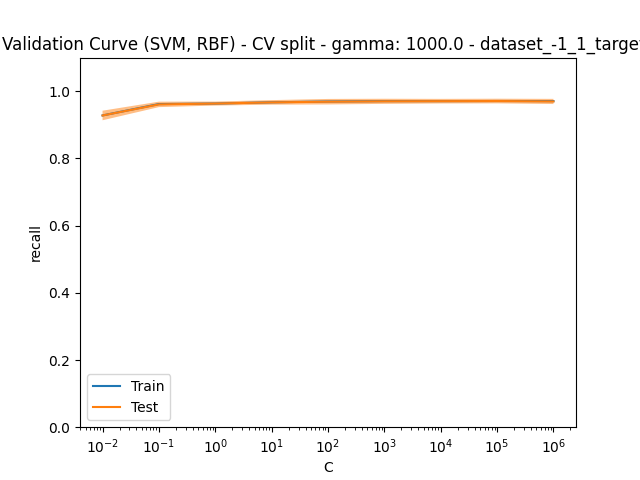 Validation Curve (SVM, RBF) - CV split - gamma: 1000.0 - dataset_-1_1_targe
1.0
0.8
0.6
0.4
0.2
0.0
recall
Train
Test
10⁻² 10⁻¹ 10⁰ 10¹ 10² 10³ 10⁴ 10⁵ 10⁶
C